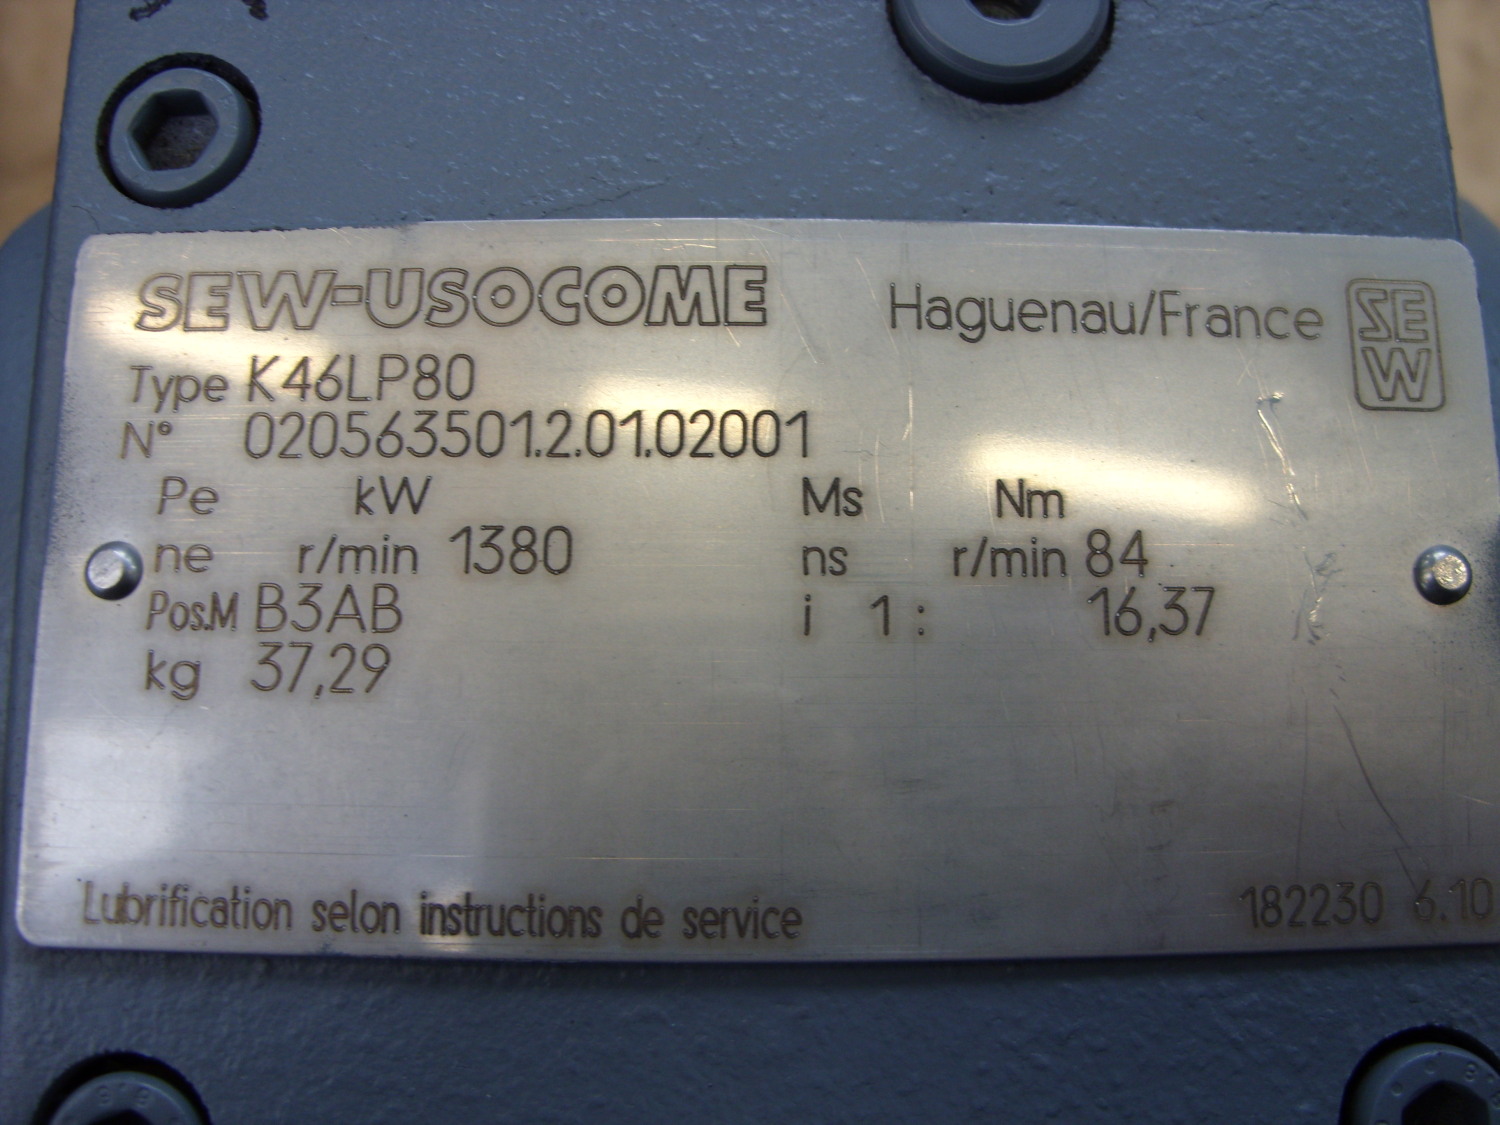 SEW-USOCOME Haguenau/France SEW
Type K46LP80
N° 020563501.2.01.02001
Pe kW Ms Nm
ne r/min 1380 ns r/min 84
Pos.M B3AB i 1: 16,37
kg 37,29
Lubrification selon instructions de service 182230 6.10